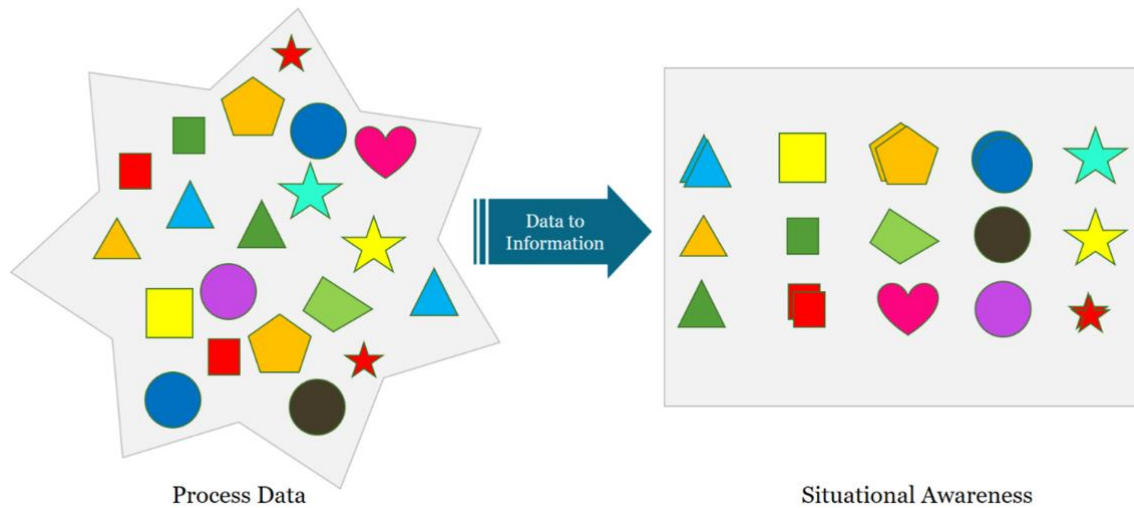 Data to
Information
Process Data
Situational Awareness